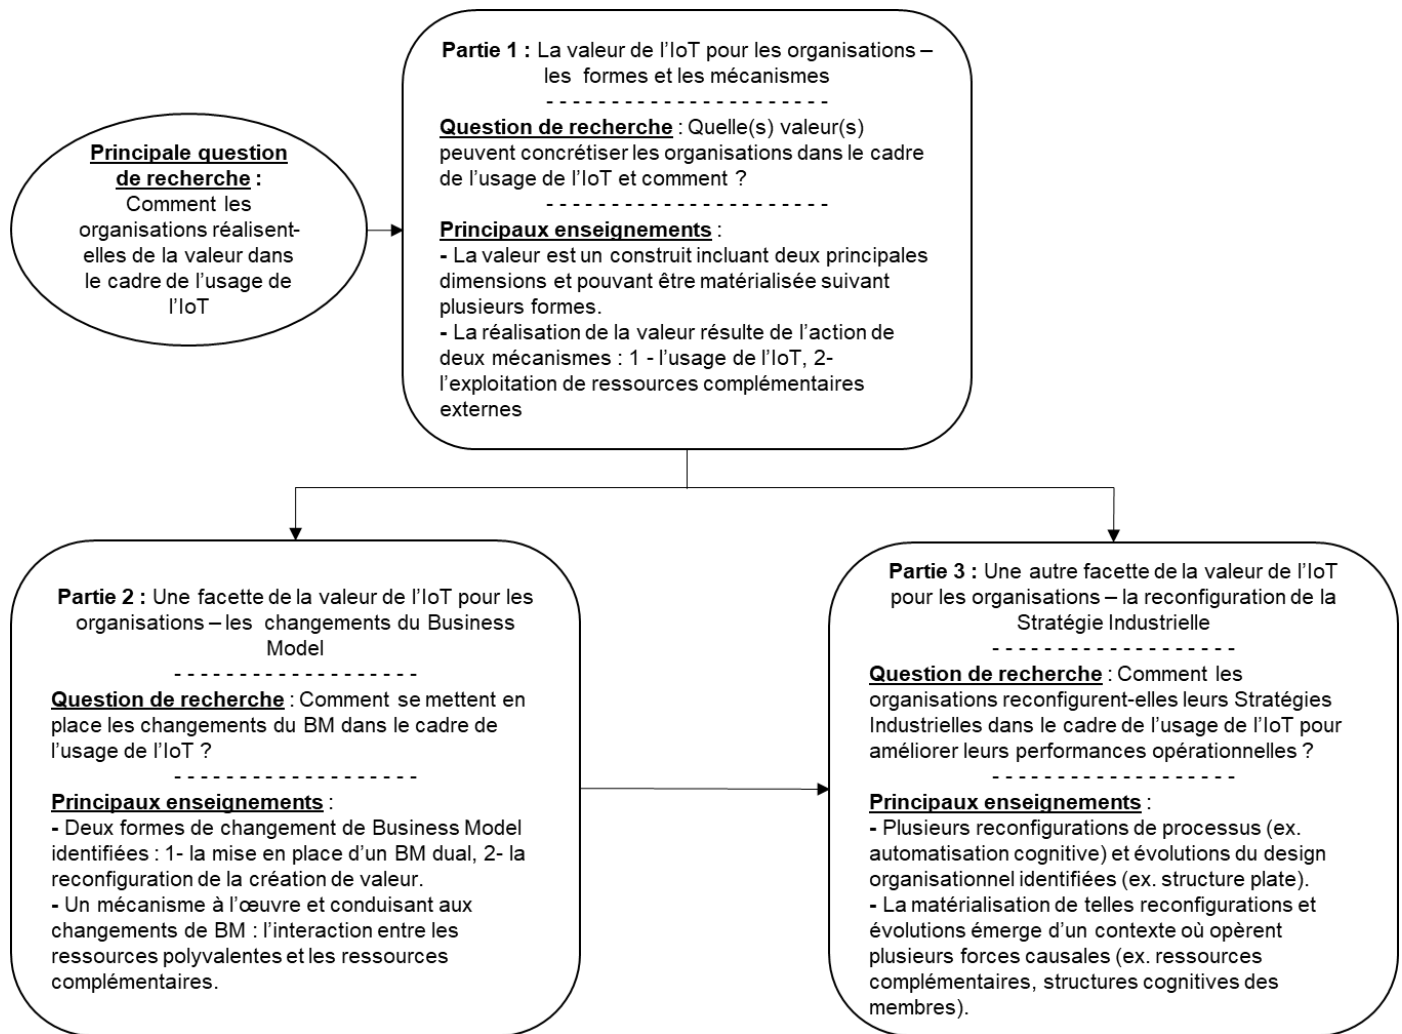 Principale question
de recherche :
Comment les
organisations réalisent-
elles de la valeur dans
le cadre de l'usage de
l'IoT
Partie 1 : La valeur de l'IoT pour les organisations –
les formes et les mécanismes
- - - - - - - - - - - - - - - - - - - - - -
Question de recherche : Quelle(s) valeur(s)
peuvent concrétiser les organisations dans le cadre
de l'usage de l'IoT et comment ?
- - - - - - - - - - - - - - - - - - - - - -
Principaux enseignements :
- La valeur est un construit incluant deux principales
dimensions et pouvant être matérialisée suivant
plusieurs formes.
- La réalisation de la valeur résulte de l'action de
deux mécanismes : 1 - l'usage de l'IoT, 2-
l'exploitation de ressources complémentaires
externes
Partie 2 : Une facette de la valeur de l'IoT pour les
organisations – les changements du Business
Model
- - - - - - - - - - - - - - - - - - -
Question de recherche : Comment se mettent en
place les changements du BM dans le cadre de
l'usage de l'IoT ?
- - - - - - - - - - - - - - - - - - -
Principaux enseignements :
- Deux formes de changement de Business Model
identifiées : 1- la mise en place d'un BM dual, 2- la
reconfiguration de la création de valeur.
- Un mécanisme à l'œuvre et conduisant aux
changements de BM : l'interaction entre les
ressources polyvalentes et les ressources
complémentaires.
Partie 3 : Une autre facette de la valeur de l'IoT
pour les organisations – la reconfiguration de la
Stratégie Industrielle
- - - - - - - - - - - - - - - - - - -
Question de recherche : Comment les
organisations reconfigurent-elles leurs Stratégies
Industrielles dans le cadre de l'usage de l'IoT pour
améliorer leurs performances opérationnelles ?
- - - - - - - - - - - - - - - - - - -
Principaux enseignements :
- Plusieurs reconfigurations de processus (ex.
automatisation cognitive) et évolutions du design
organisationnel identifiées (ex. structure plate).
- La matérialisation de telles reconfigurations et
évolutions émerge d'un contexte où opèrent
plusieurs forces causales (ex. ressources
complémentaires, structures cognitives des
membres).